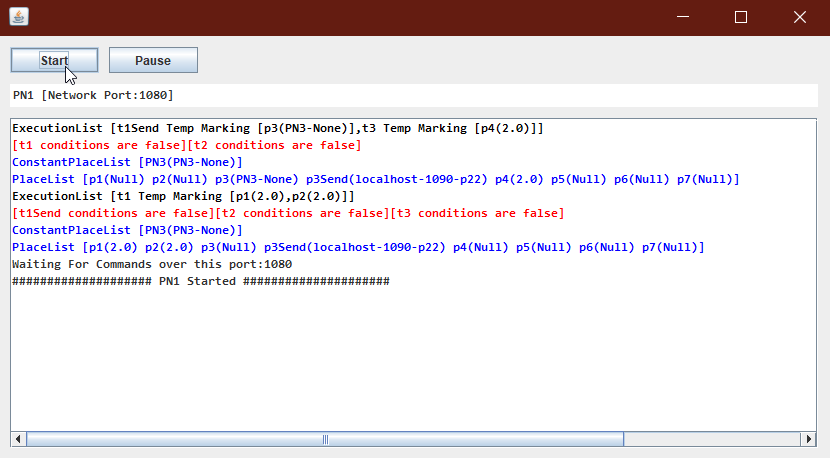 Start Pause
PN1 [Network Port:1080]
ExecutionList [t1Send Temp Marking [p3(PN3-None)],t3 Temp Marking [p4(2.0)]]
[t1 conditions are false][t2 conditions are false]
ConstantPlaceList [PN3(PN3-None)]
PlaceList [p1(Null) p2(Null) p3(PN3-None) p3Send(localhost-1090-p22) p4(2.0) p5(Null) p6(Null) p7(Null)]
ExecutionList [t1 Temp Marking [p1(2.0),p2(2.0)]]
[t1Send conditions are false][t2 conditions are false][t3 conditions are false]
ConstantPlaceList [PN3(PN3-None)]
PlaceList [p1(2.0) p2(2.0) p3(Null) p3Send(localhost-1090-p22) p4(Null) p5(Null) p6(Null) p7(Null)]
Waiting For Commands over this port:1080
#################### PN1 Started #####################